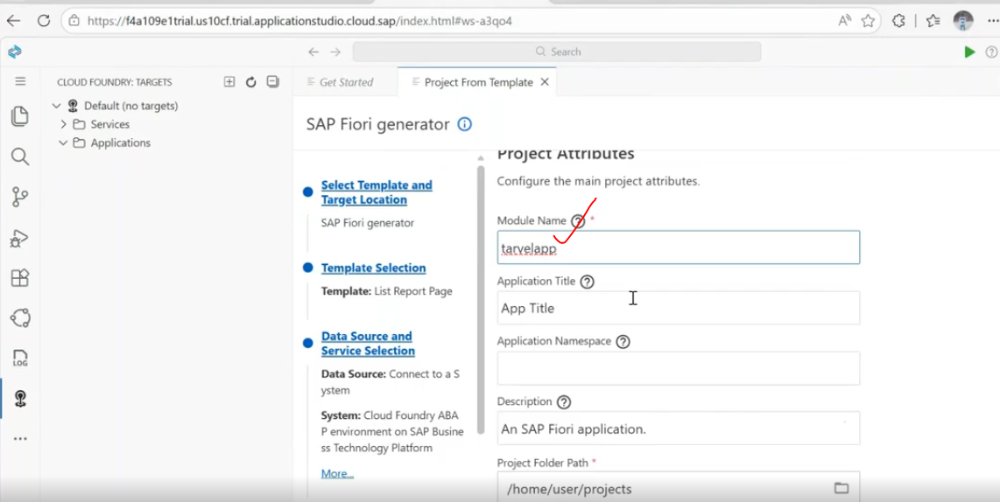 https://f4a109e1trial.us10cf.trial.applicationstudio.cloud.sap/index.html#ws-a3qo4
Search
CLOUD FOUNDRY: TARGETS
Default (no targets)
Services
Applications
LOG
Get Started
Project From Template
SAP Fiori generator
Select Template and
Target Location
SAP Fiori generator
Template Selection
Template: List Report Page
Data Source and
Service Selection
Data Source: Connect to a S
ystem
System: Cloud Foundry ABA
P environment on SAP Busine
ss Technology Platform
More...
Project Attributes
Configure the main project attributes.
Module Name *
tarvelapp
Application Title
App Title
Application Namespace
Description
An SAP Fiori application.
Project Folder Path *
/home/user/projects